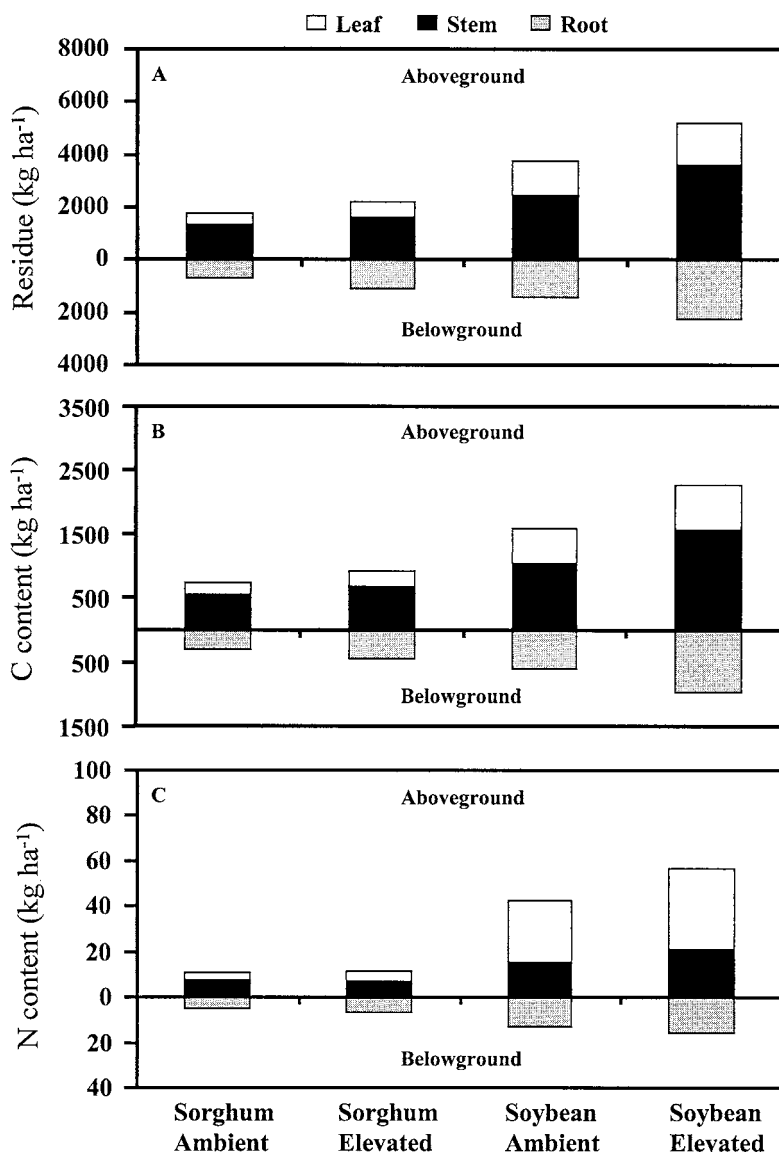 Leaf Stem Root
8000
6000
4000
2000
0
2000
4000
Residue (kg ha-1)
A
Aboveground
Belowground
3500
2500
1500
500
500
1500
C content (kg ha-1)
B
Aboveground
Belowground
100
80
60
40
20
0
20
40
N content (kg ha-1)
C
Aboveground
Belowground
Sorghum Ambient
Sorghum Elevated
Soybean Ambient
Soybean Elevated